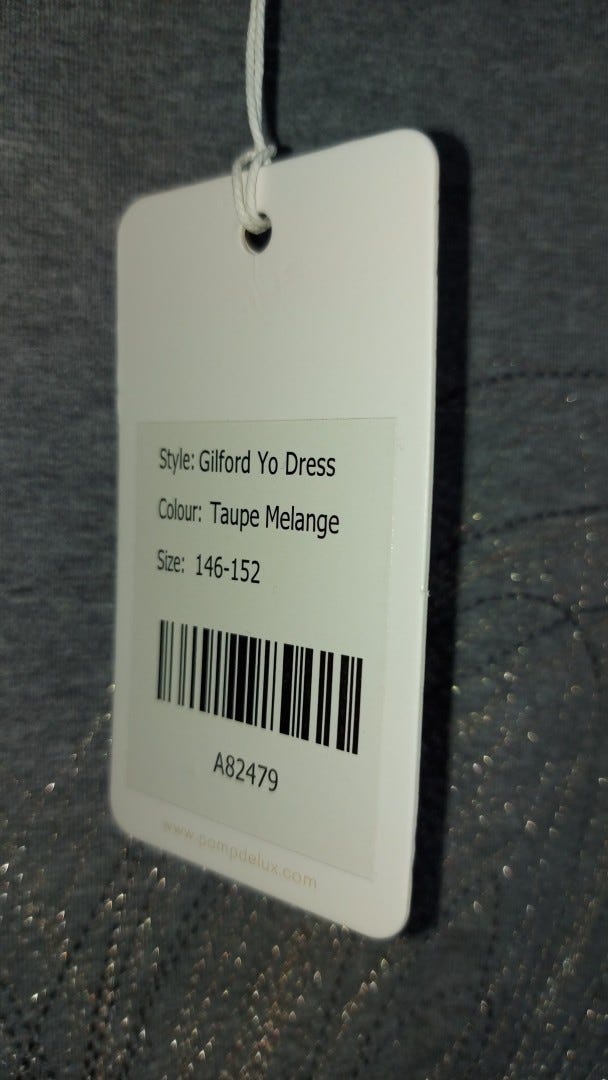 Style: Gilford Yo Dress
Colour: Taupe Melange
Size: 146-152
A82479
www.pompdelux.com